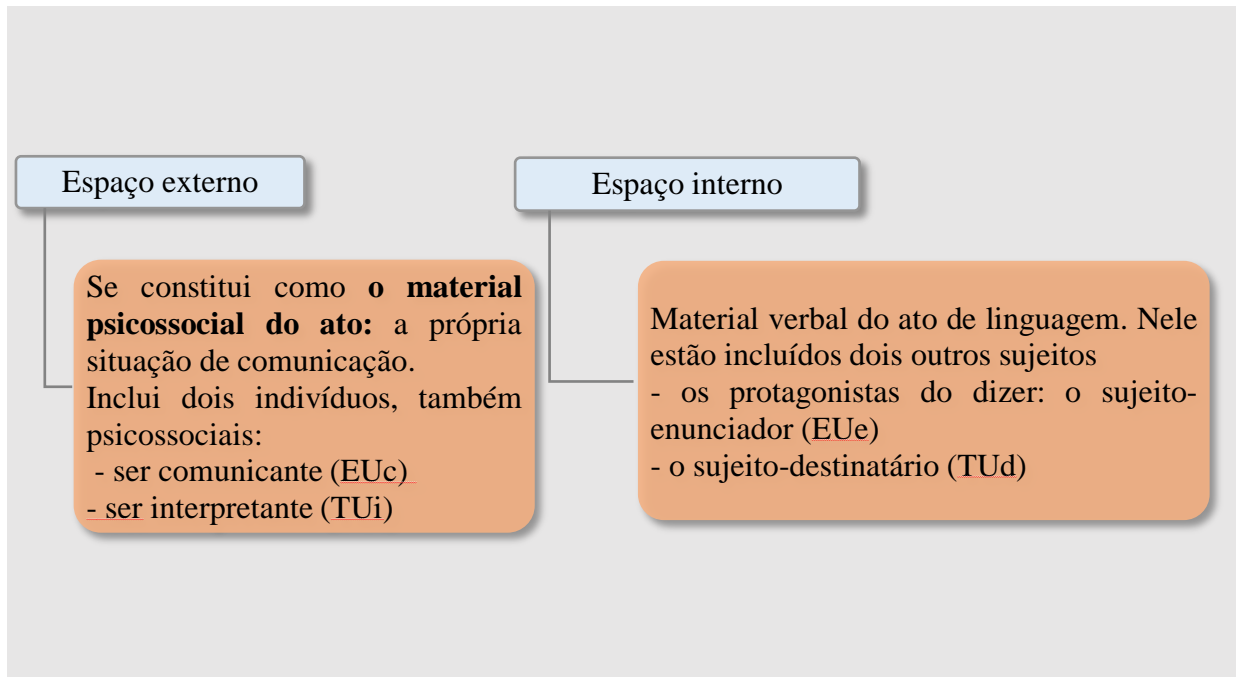 Espaço externo
Se constitui como o material
psicossocial do ato: a própria
situação de comunicação.
Inclui dois indivíduos, também
psicossociais:
- ser comunicante (EUc)
- ser interpretante (TUi)
Espaço interno
Material verbal do ato de linguagem. Nele
estão incluídos dois outros sujeitos
- os protagonistas do dizer: o sujeito-
enunciador (EUe)
- o sujeito-destinatário (TUd)